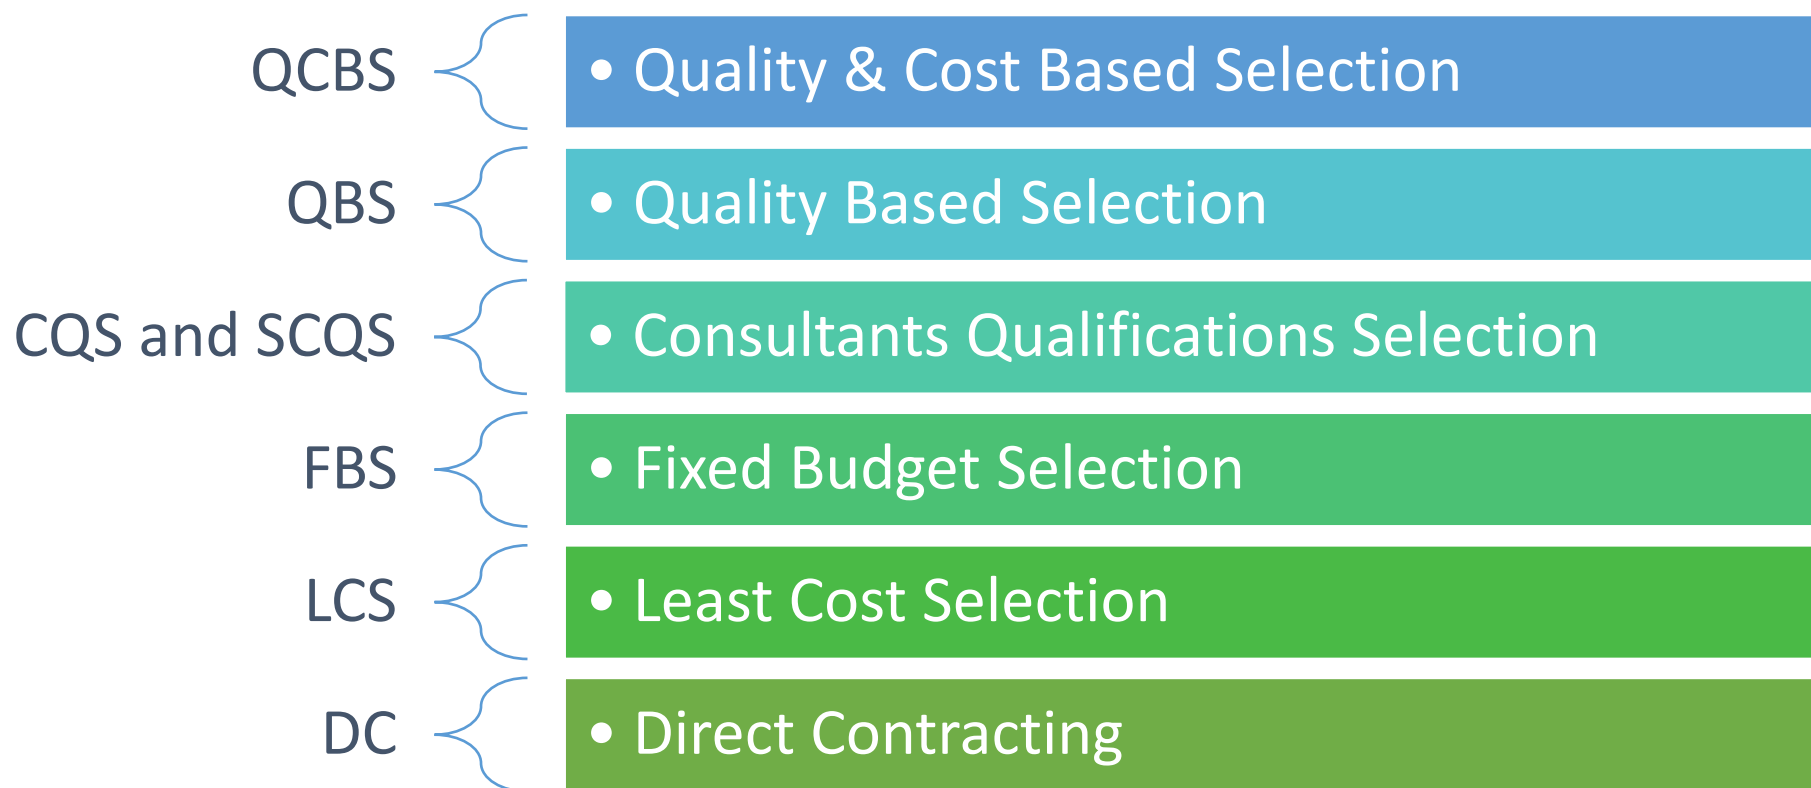 QCBS
• Quality & Cost Based Selection
QBS
• Quality Based Selection
CQS and SCQS
• Consultants Qualifications Selection
FBS
• Fixed Budget Selection
LCS
• Least Cost Selection
DC
• Direct Contracting